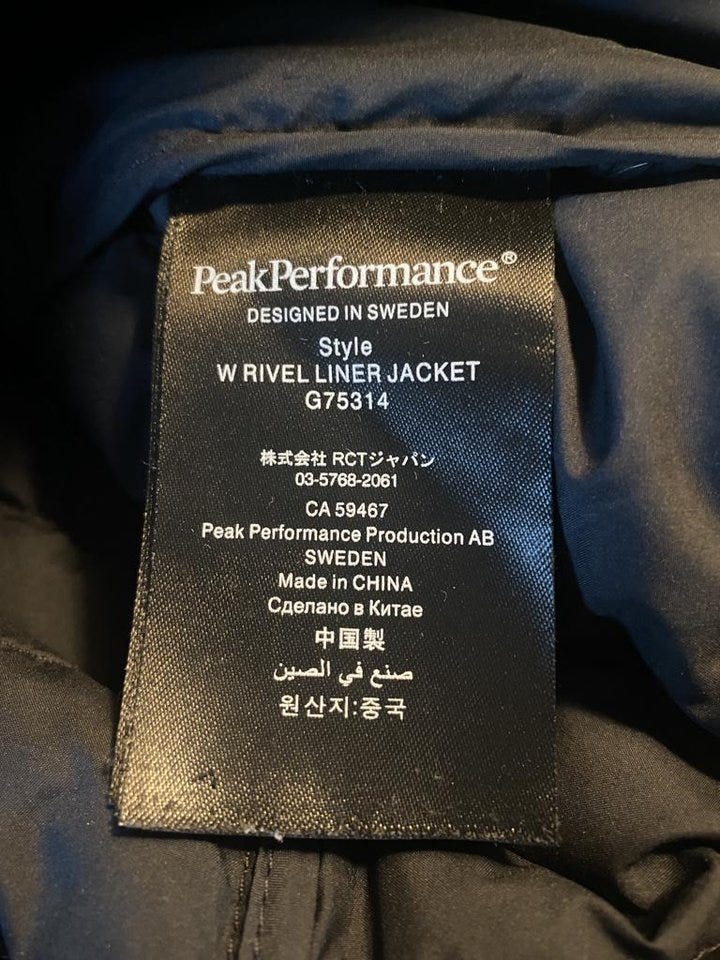 PeakPerformance®
DESIGNED IN SWEDEN
Style
W RIVEL LINER JACKET
G75314
株式会社 RCTジャパン
03-5768-2061
CA 59467
Peak Performance Production AB
SWEDEN
Made in CHINA
Сделано в Китае
中国製
صنع في الصين
원산지:중국